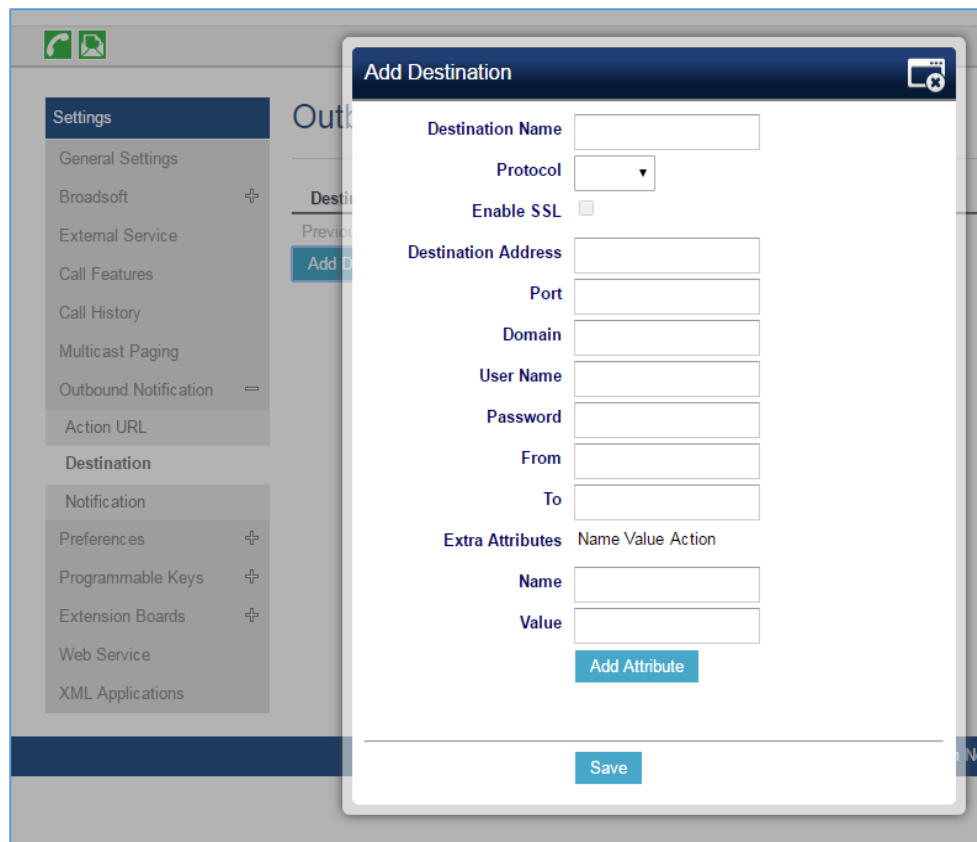 Settings
General Settings
Broadsoft
External Service
Call Features
Call History
Multicast Paging
Outbound Notification
Action URL
Destination
Notification
Preferences
Programmable Keys
Extension Boards
Web Service
XML Applications
Add Destination
Destination Name
Protocol
Enable SSL
Destination Address
Port
Domain
User Name
Password
From
To
Extra Attributes Name Value Action
Name
Value
Add Attribute
Save